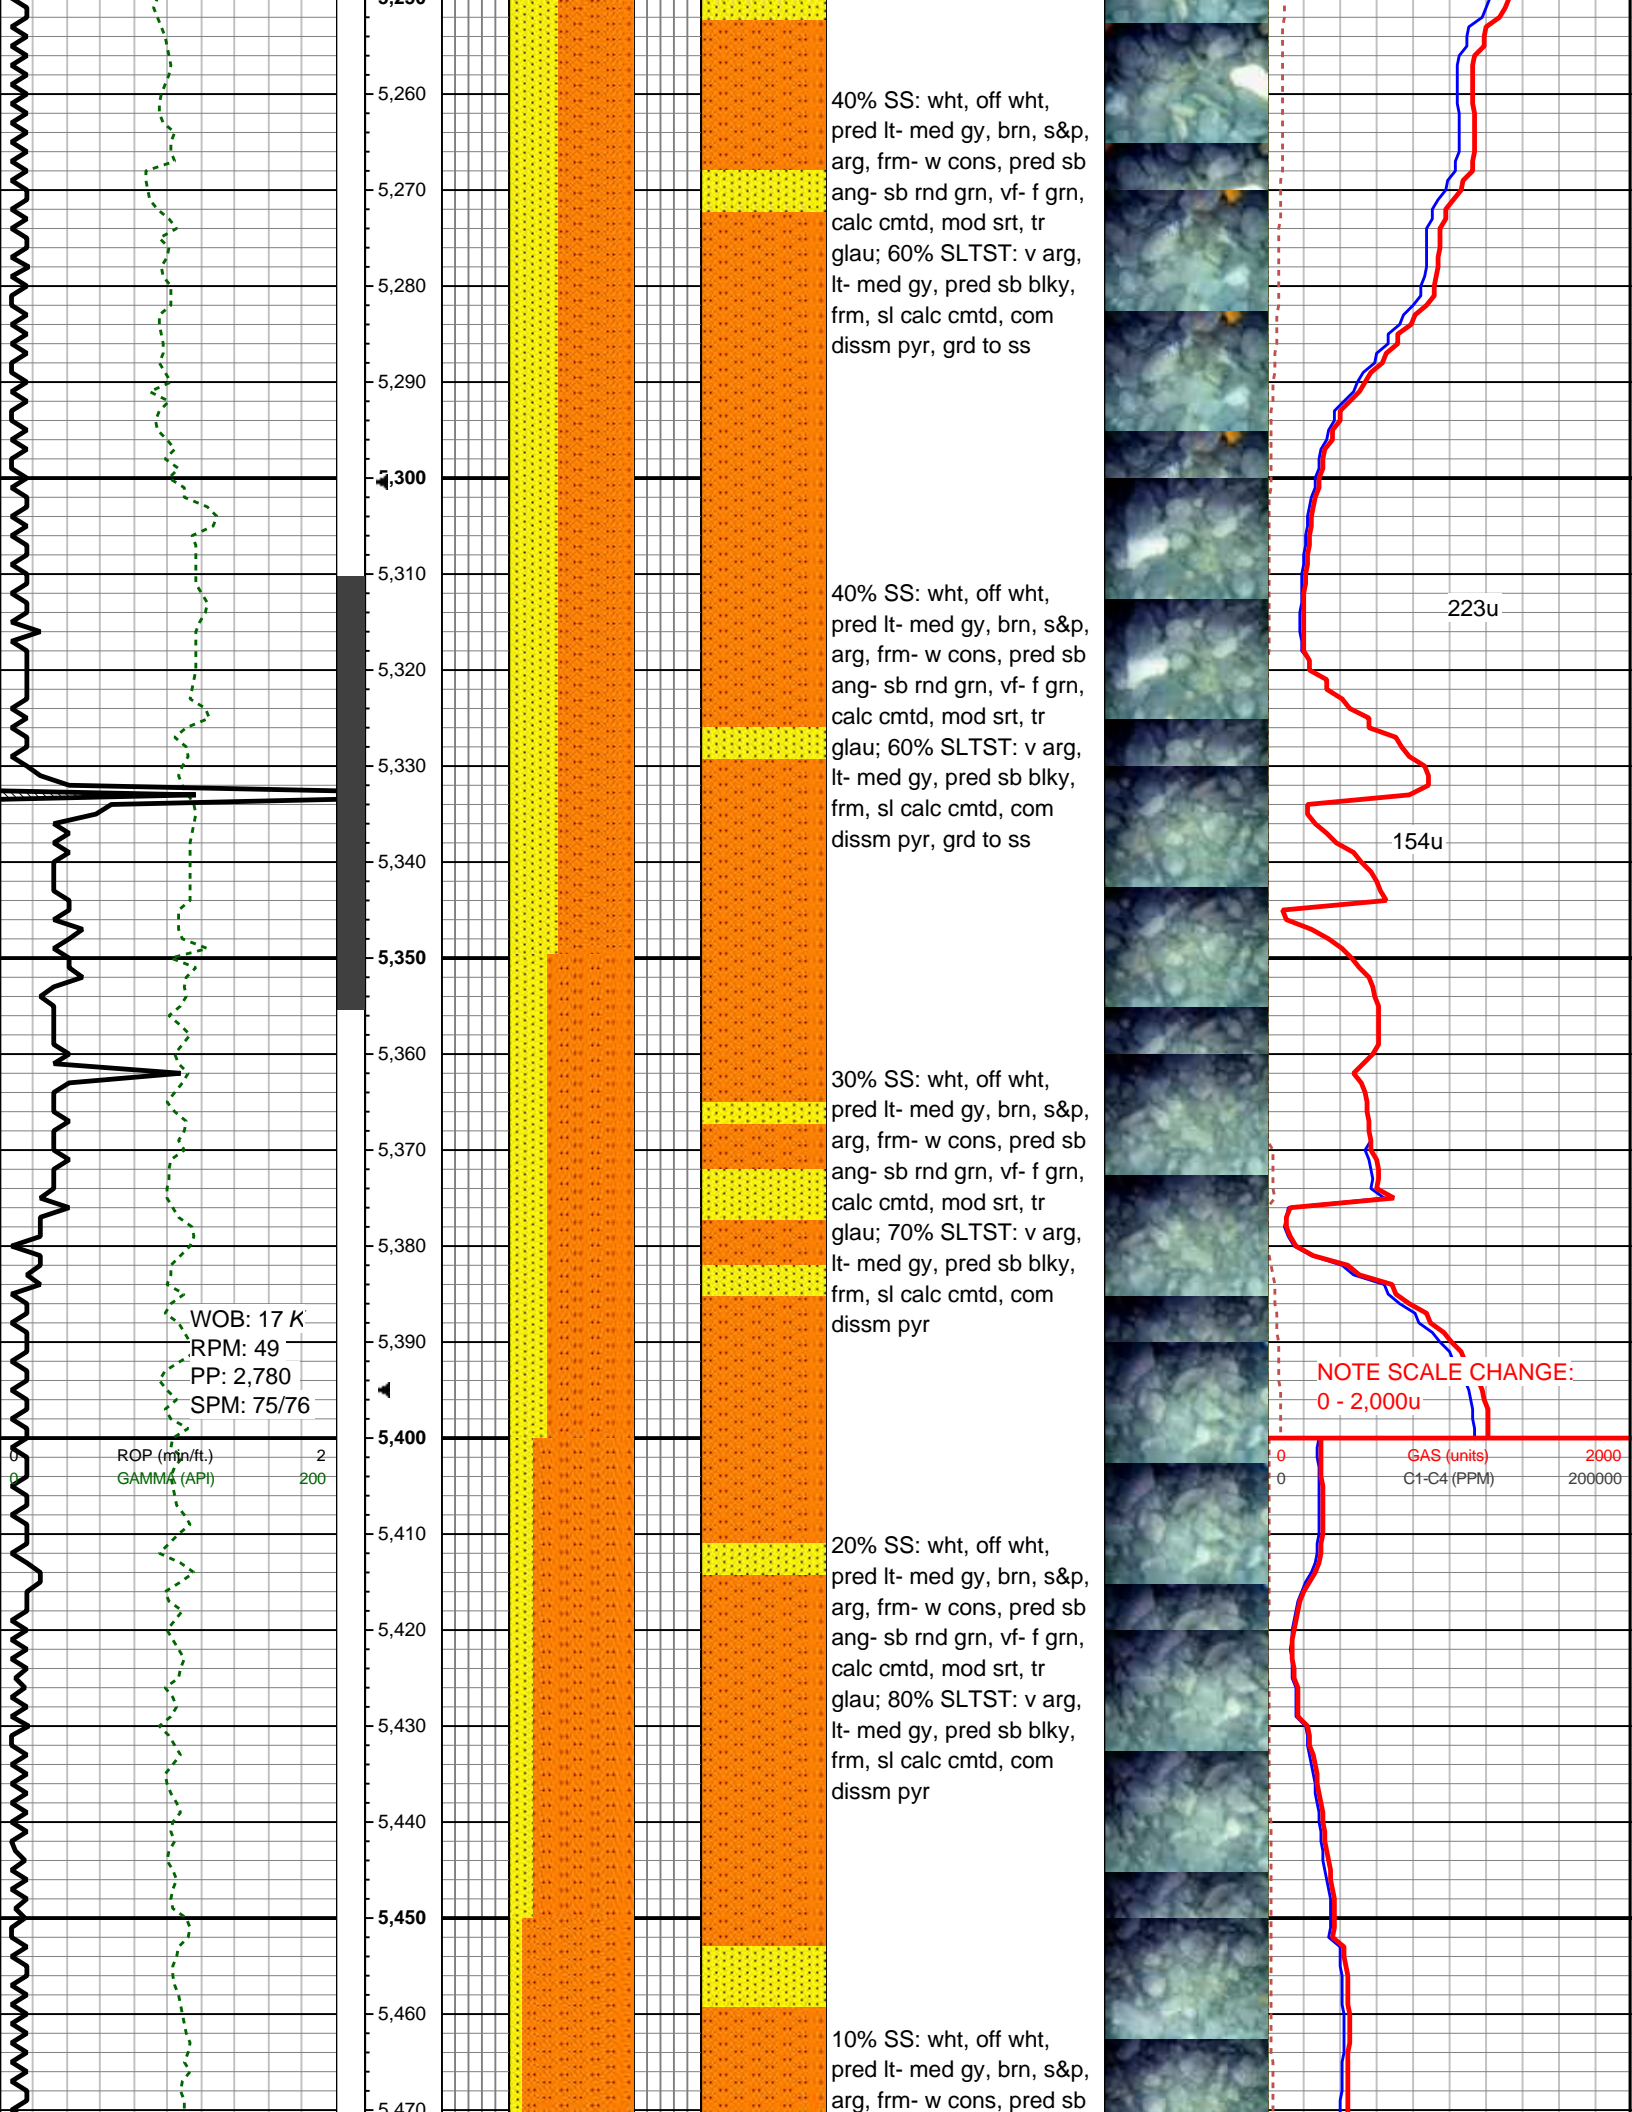 5,260
5,270
5,280
5,290
5,300
5,310
5,320
5,330
5,340
5,350
5,360
5,370
5,380
5,390
5,400
5,410
5,420
5,430
5,440
5,450
5,460
5,470
WOB: 17 K
RPM: 49
PP: 2,780
SPM: 75/76
0 ROP (min/ft.) 2
0 GAMMA (API) 200
40% SS: wht, off wht,
pred lt- med gy, brn, s&p,
arg, frm- w cons, pred sb
ang- sb rnd grn, vf- f grn,
calc cmtd, mod srt, tr
glau; 60% SLTST: v arg,
lt- med gy, pred sb blky,
frm, sl calc cmtd, com
dissm pyr, grd to ss
40% SS: wht, off wht,
pred lt- med gy, brn, s&p,
arg, frm- w cons, pred sb
ang- sb rnd grn, vf- f grn,
calc cmtd, mod srt, tr
glau; 60% SLTST: v arg,
lt- med gy, pred sb blky,
frm, sl calc cmtd, com
dissm pyr, grd to ss
30% SS: wht, off wht,
pred lt- med gy, brn, s&p,
arg, frm- w cons, pred sb
ang- sb rnd grn, vf- f grn,
calc cmtd, mod srt, tr
glau; 70% SLTST: v arg,
lt- med gy, pred sb blky,
frm, sl calc cmtd, com
dissm pyr
20% SS: wht, off wht,
pred lt- med gy, brn, s&p,
arg, frm- w cons, pred sb
ang- sb rnd grn, vf- f grn,
calc cmtd, mod srt, tr
glau; 80% SLTST: v arg,
lt- med gy, pred sb blky,
frm, sl calc cmtd, com
dissm pyr
10% SS: wht, off wht,
pred lt- med gy, brn, s&p,
arg, frm- w cons, pred sb
223u
154u
NOTE SCALE CHANGE:
0 - 2,000u
0 GAS (units) 2000
0 C1-C4 (PPM) 200000